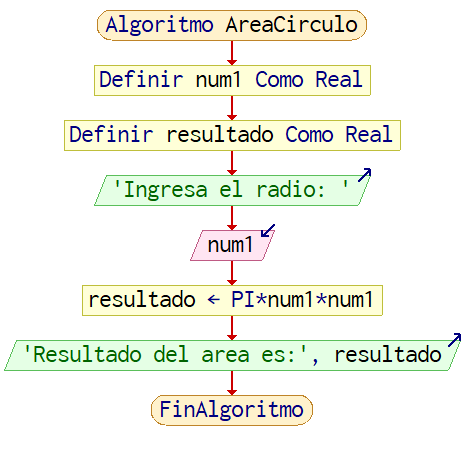 Algoritmo AreaCirculo
Definir num1 Como Real
Definir resultado Como Real
'Ingresa el radio: '
num1
resultado ← PI*num1*num1
'Resultado del area es:', resultado
FinAlgoritmo